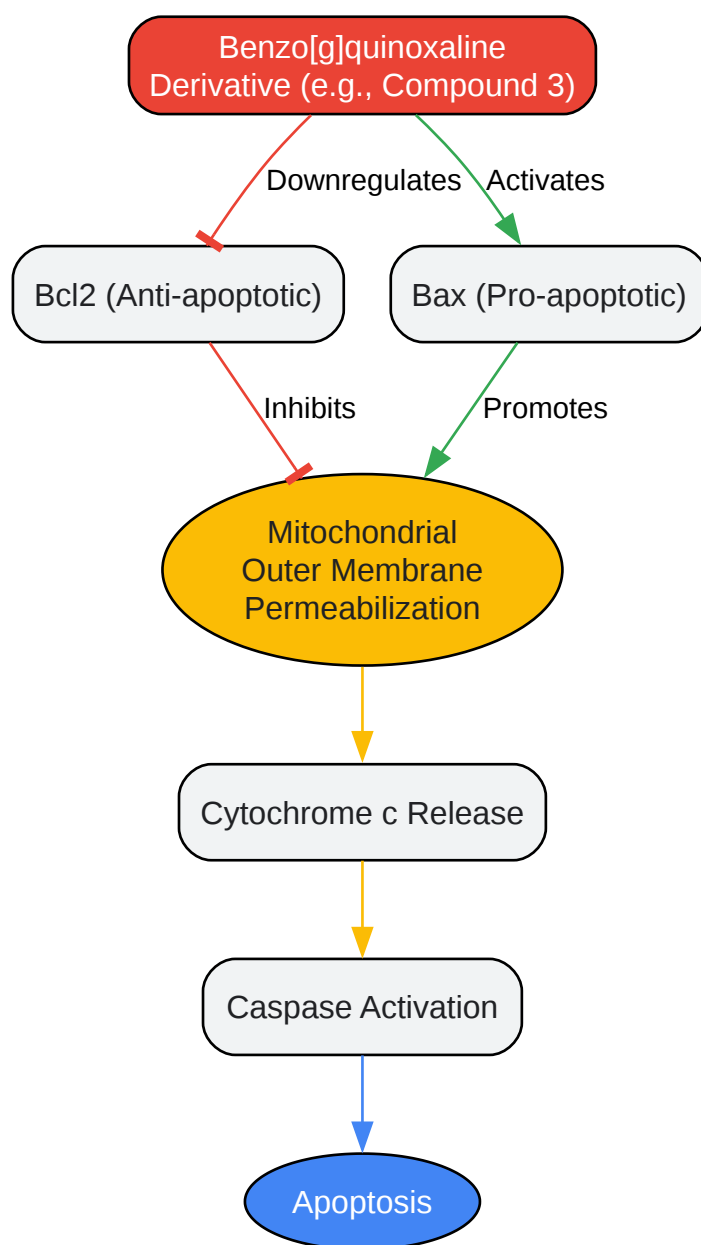 Benzo[g]quinoxaline
Derivative (e.g., Compound 3)
Downregulates
Activates
Bcl2 (Anti-apoptotic)
Bax (Pro-apoptotic)
Inhibits
Promotes
Mitochondrial
Outer Membrane
Permeabilization
Cytochrome c Release
Caspase Activation
Apoptosis